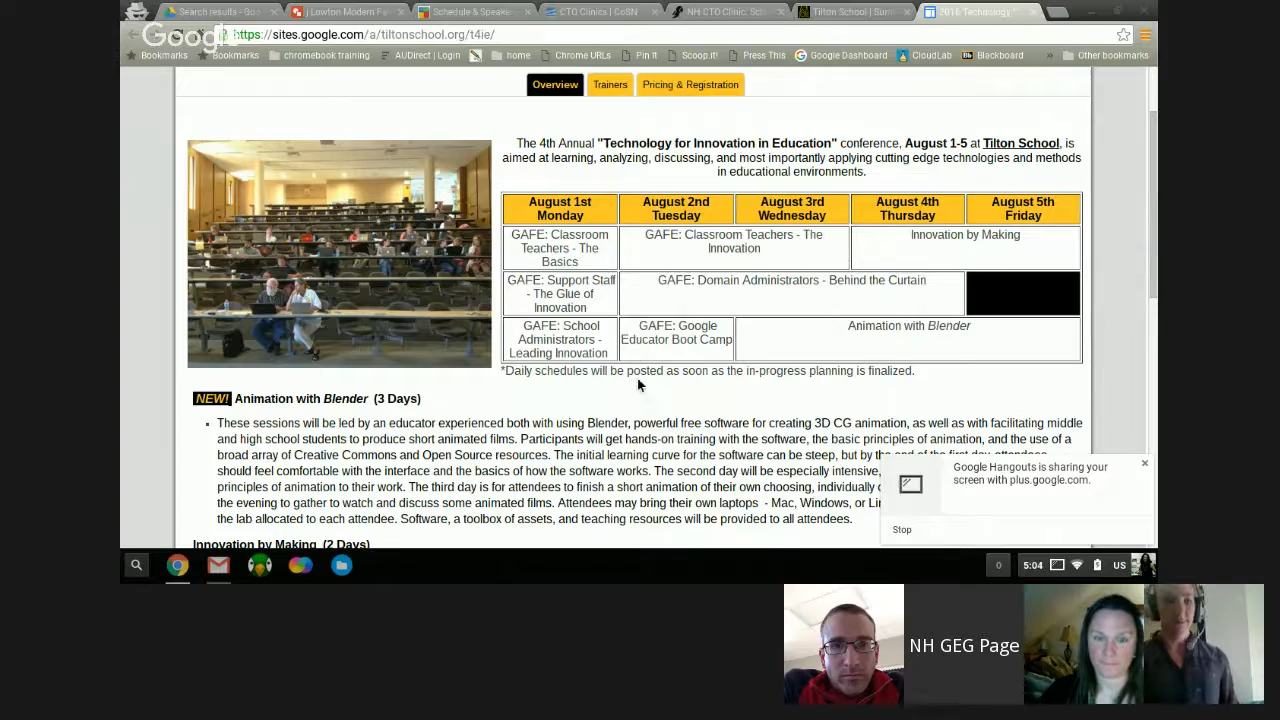 Search results - Goo
j Lowton Modern Fa
Schedule & Speake
CTO Clinics | CoSN
NH CTO Clinic: Sch
Tilton School | Sum
2016 Technology
Google
https://sites.google.com/a/tiltonschool.org/t4ie/
Bookmarks
Bookmarks
chromebook training
AUDirect | Login
home
Chrome URLs
Pin It
Scoop.it!
Press This
Google Dashboard
CloudLab
Blackboard
»
Other bookmarks
Overview
Trainers
Pricing & Registration
The 4th Annual "Technology for Innovation in Education" conference, August 1-5 at Tilton School, is
aimed at learning, analyzing, discussing, and most importantly applying cutting edge technologies and methods
in educational environments.
August 1st
Monday
August 2nd
Tuesday
August 3rd
Wednesday
August 4th
Thursday
August 5th
Friday
GAFE: Classroom
Teachers - The
Basics
GAFE: Classroom Teachers - The
Innovation
Innovation by Making
GAFE: Support Staff
- The Glue of
Innovation
GAFE: Domain Administrators - Behind the Curtain
GAFE: School
Administrators -
Leading Innovation
GAFE: Google
Educator Boot Camp
Animation with Blender
*Daily schedules will be posted as soon as the in-progress planning is finalized.
NEW! Animation with Blender (3 Days)
These sessions will be led by an educator experienced both with using Blender, powerful free software for creating 3D CG animation, as well as with facilitating middle
and high school students to produce short animated films. Participants will get hands-on training with the software, the basic principles of animation, and the use of a
broad array of Creative Commons and Open Source resources. The initial learning curve for the software can be steep, but by the end of the first day attendees
should feel comfortable with the interface and the basics of how the software works. The second day will be especially intensive,
principles of animation to their work. The third day is for attendees to finish a short animation of their own choosing, individually
the evening to gather to watch and discuss some animated films. Attendees may bring their own laptops - Mac, Windows, or
the lab allocated to each attendee. Software, a toolbox of assets, and teaching resources will be provided to all attendees.
Innovation by Making (2 Days)
Google Hangouts is sharing your
screen with plus.google.com.
Stop
0
5:04
US
NH GEG Page